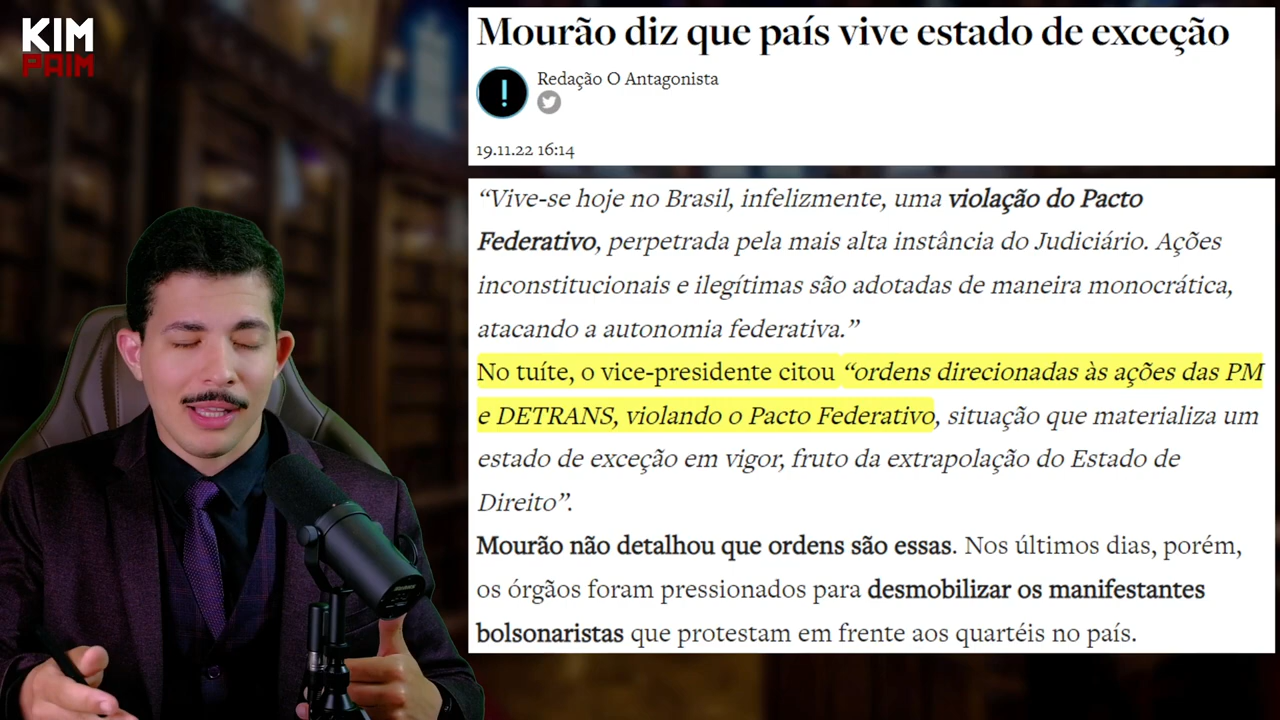 KIM
PAIM
Mourão diz que país vive estado de exceção
!
Redação O Antagonista
19.11.22 16:14
“Vive-se hoje no Brasil, infelizmente, uma violação do Pacto
Federativo, perpetrada pela mais alta instância do Judiciário. Ações
inconstitucionais e ilegítimas são adotadas de maneira monocrática,
atacando a autonomia federativa.”
No tuíte, o vice-presidente citou “ordens direcionadas às ações das PM
e DETRANS, violando o Pacto Federativo, situação que materializa um
estado de exceção em vigor, fruto da extrapolação do Estado de
Direito”.
Mourão não detalhou que ordens são essas. Nos últimos dias, porém,
os órgãos foram pressionados para desmobilizar os manifestantes
bolsonaristas que protestam em frente aos quartéis no país.